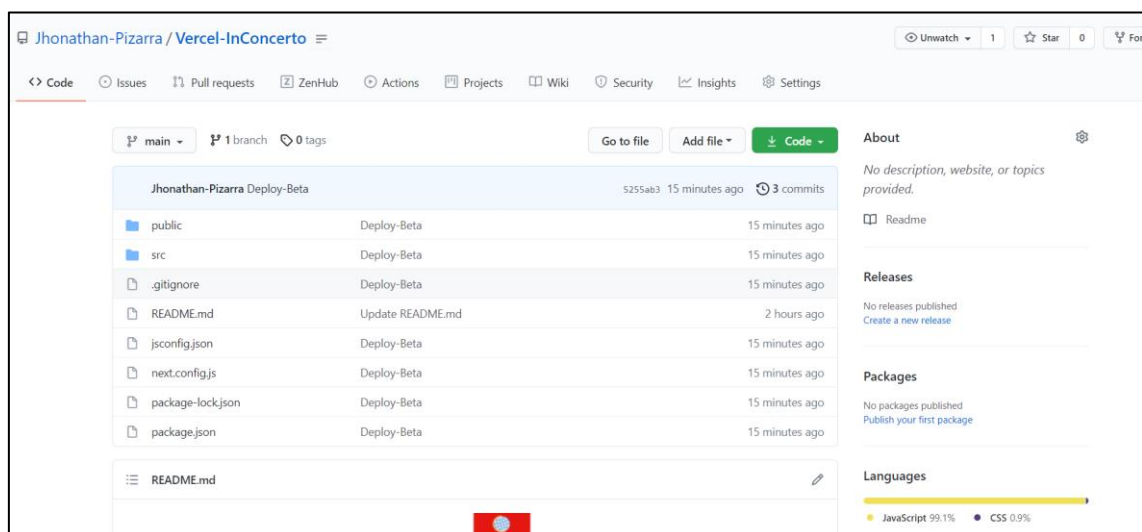 Jhonathan-Pizarra / Vercel-InConcerto
Unwatch 1 Star 0
Code Issues Pull requests ZenHub Actions Projects Wiki Security Insights Settings
main 1 branch 0 tags Go to file Add file Code
Jhonathan-Pizarra Deploy-Beta 5255ab3 15 minutes ago 3 commits
public Deploy-Beta 15 minutes ago
src Deploy-Beta 15 minutes ago
.gitignore Deploy-Beta 15 minutes ago
README.md Update README.md 2 hours ago
jsconfig.json Deploy-Beta 15 minutes ago
next.config.js Deploy-Beta 15 minutes ago
package-lock.json Deploy-Beta 15 minutes ago
package.json Deploy-Beta 15 minutes ago
README.md
About
No description, website, or topics
provided.
Readme
Releases
No releases published
Create a new release
Packages
No packages published
Publish your first package
Languages
JavaScript 99.1% CSS 0.9%